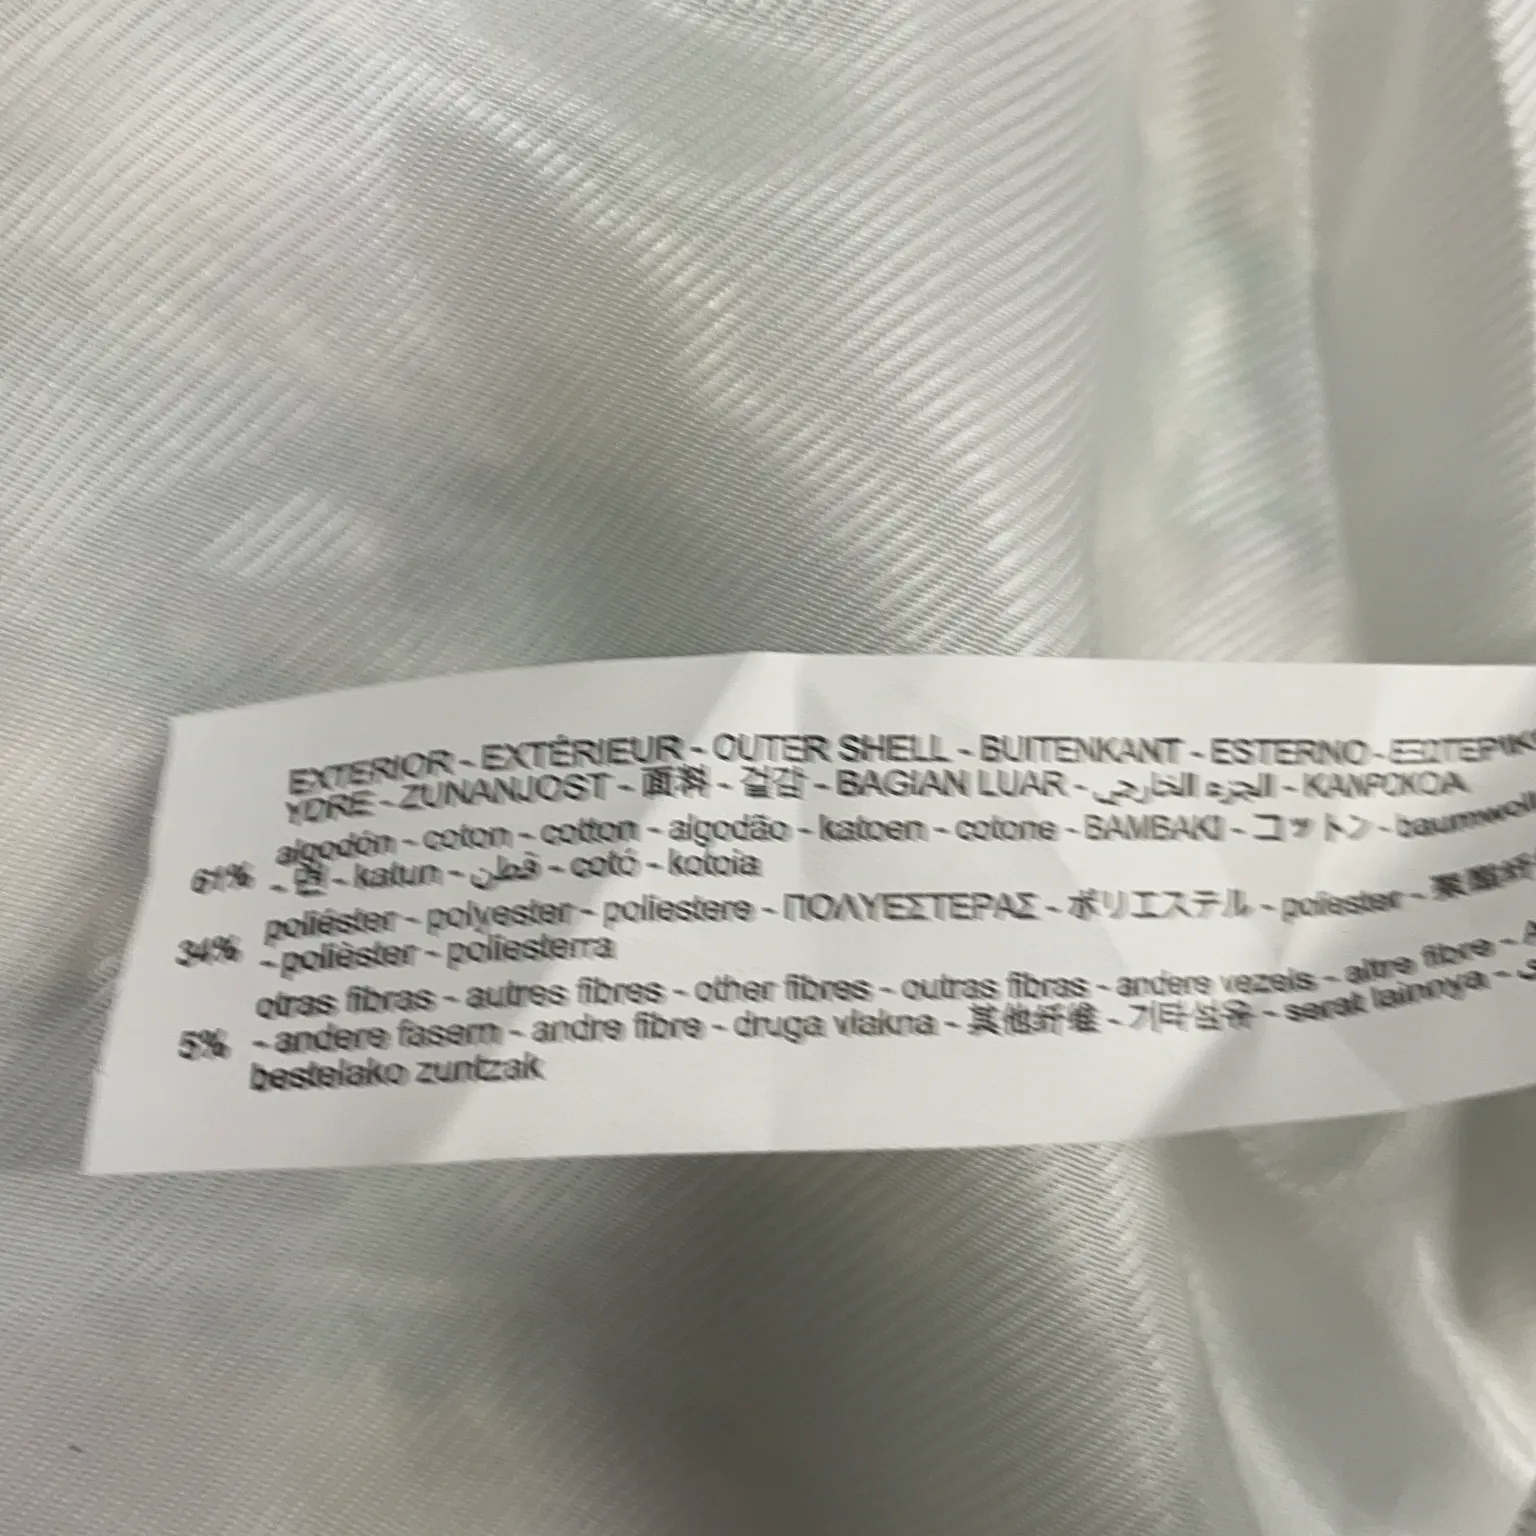 EXTERIOR - EXTÉRIEUR - OUTER SHELL - BUITENKANT - ESTERNO -
YDRE - ZUNANJOST - 面料 - 겉감 - BAGIAN LUAR - الجزء الخارجي - KANPOKOA
algodón - coton - cotton - algodão - katoen - cotone - BAMBAKI - コットン -
61% - 면 - katun - قطن - cotó - kotoia
poliéster - polyester - poliestere - ΠΟΛΥΕΣΤΕΡΑΣ - ポリエステル - poliester -
34% - polièster - poliesterra
otras fibras - autres fibres - other fibres - outras fibras - andere vezels - altre fibre -
5% - andere fasern - andre fibre - druga vlakna - 其他纤维 - 기타섬유 - serat lainnya -
bestelako zuntzak